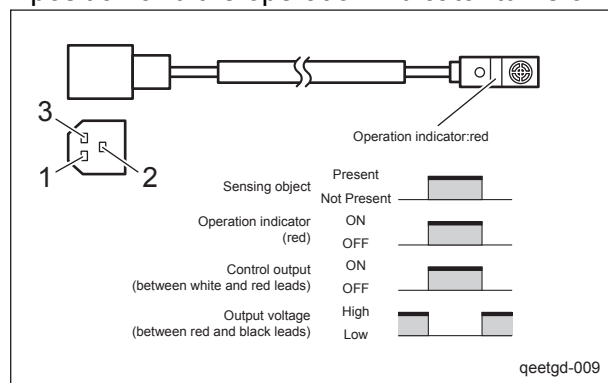 Operation indicator:red
3
1
2
Sensing object
Present
Not Present
Operation indicator
(red)
ON
OFF
Control output
(between white and red leads)
ON
OFF
Output voltage
(between red and black leads)
High
Low
qeetgd-009